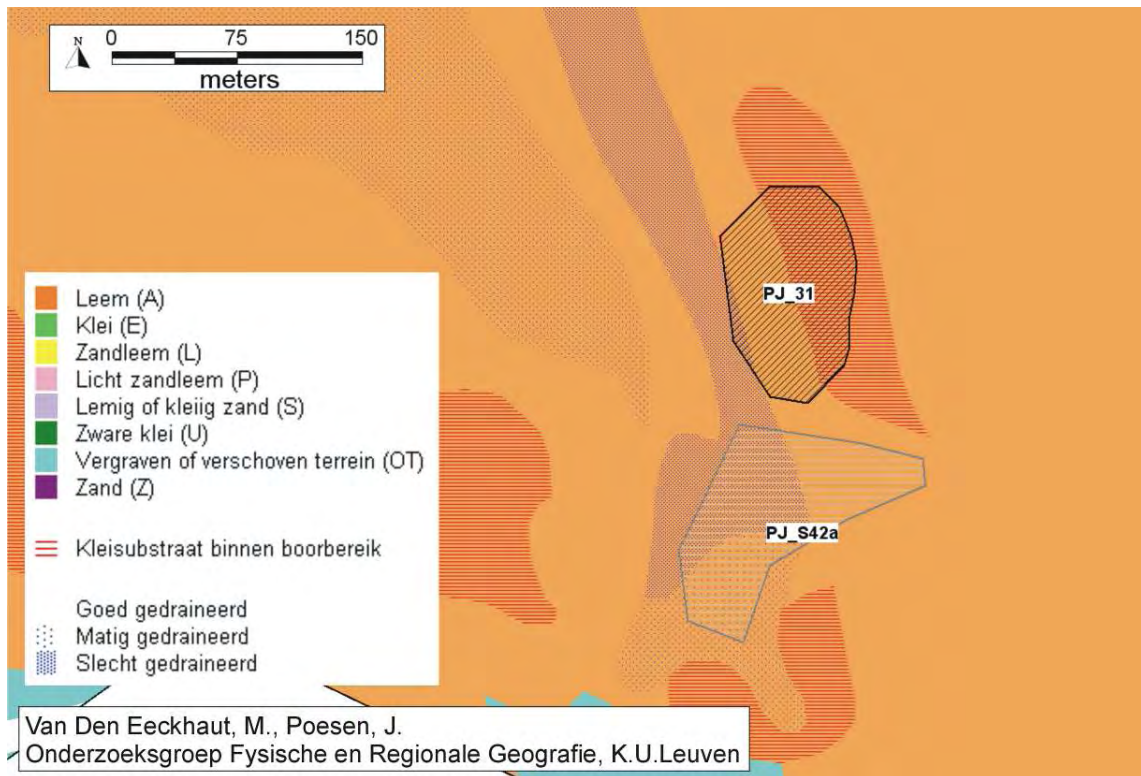 N
0 75 150
meters
PJ_31
Leem (A)
Klei (E)
Zandleem (L)
Licht zandleem (P)
Lemig of kleiig zand (S)
Zware klei (U)
Vergraven of verschoven terrein (OT)
Zand (Z)
PJ_S42a
Kleisubstraat binnen boorbereik
Goed gedraineerd
Matig gedraineerd
Slecht gedraineerd
Van Den Eeckhaut, M., Poesen, J.
Onderzoeksgroep Fysische en Regionale Geografie, K.U.Leuven